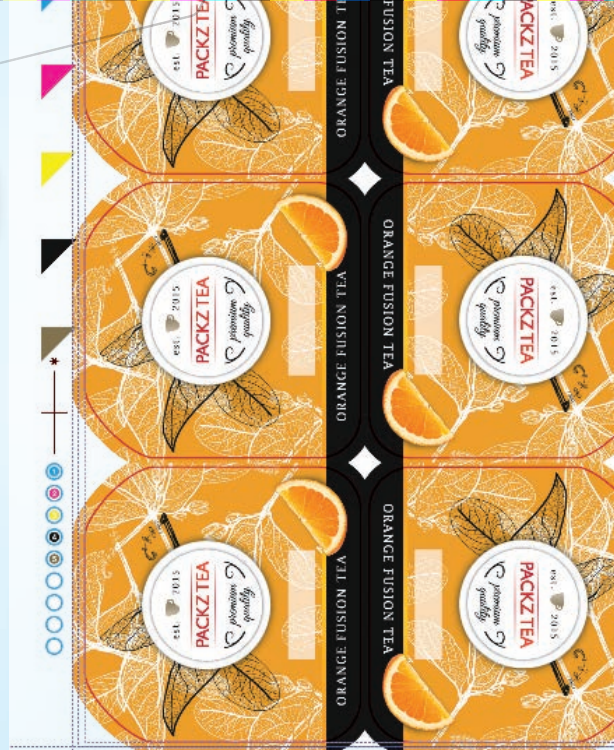 est. 2015
PACKZ TEA
premium
quality
ORANGE FUSION
FUSION TEA
est. 2015
PACKZ TEA
premium
quality
est. 2015
PACKZ TEA
premium
quality
ORANGE FUSION TEA
ORANGE FUSION TEA
est. 2015
PACKZ TEA
premium
quality
est. 2015
PACKZ TEA
premium
quality
ORANGE FUSION TEA
ORANGE FUSION TEA
est. 2015
PACKZ TEA
premium
quality